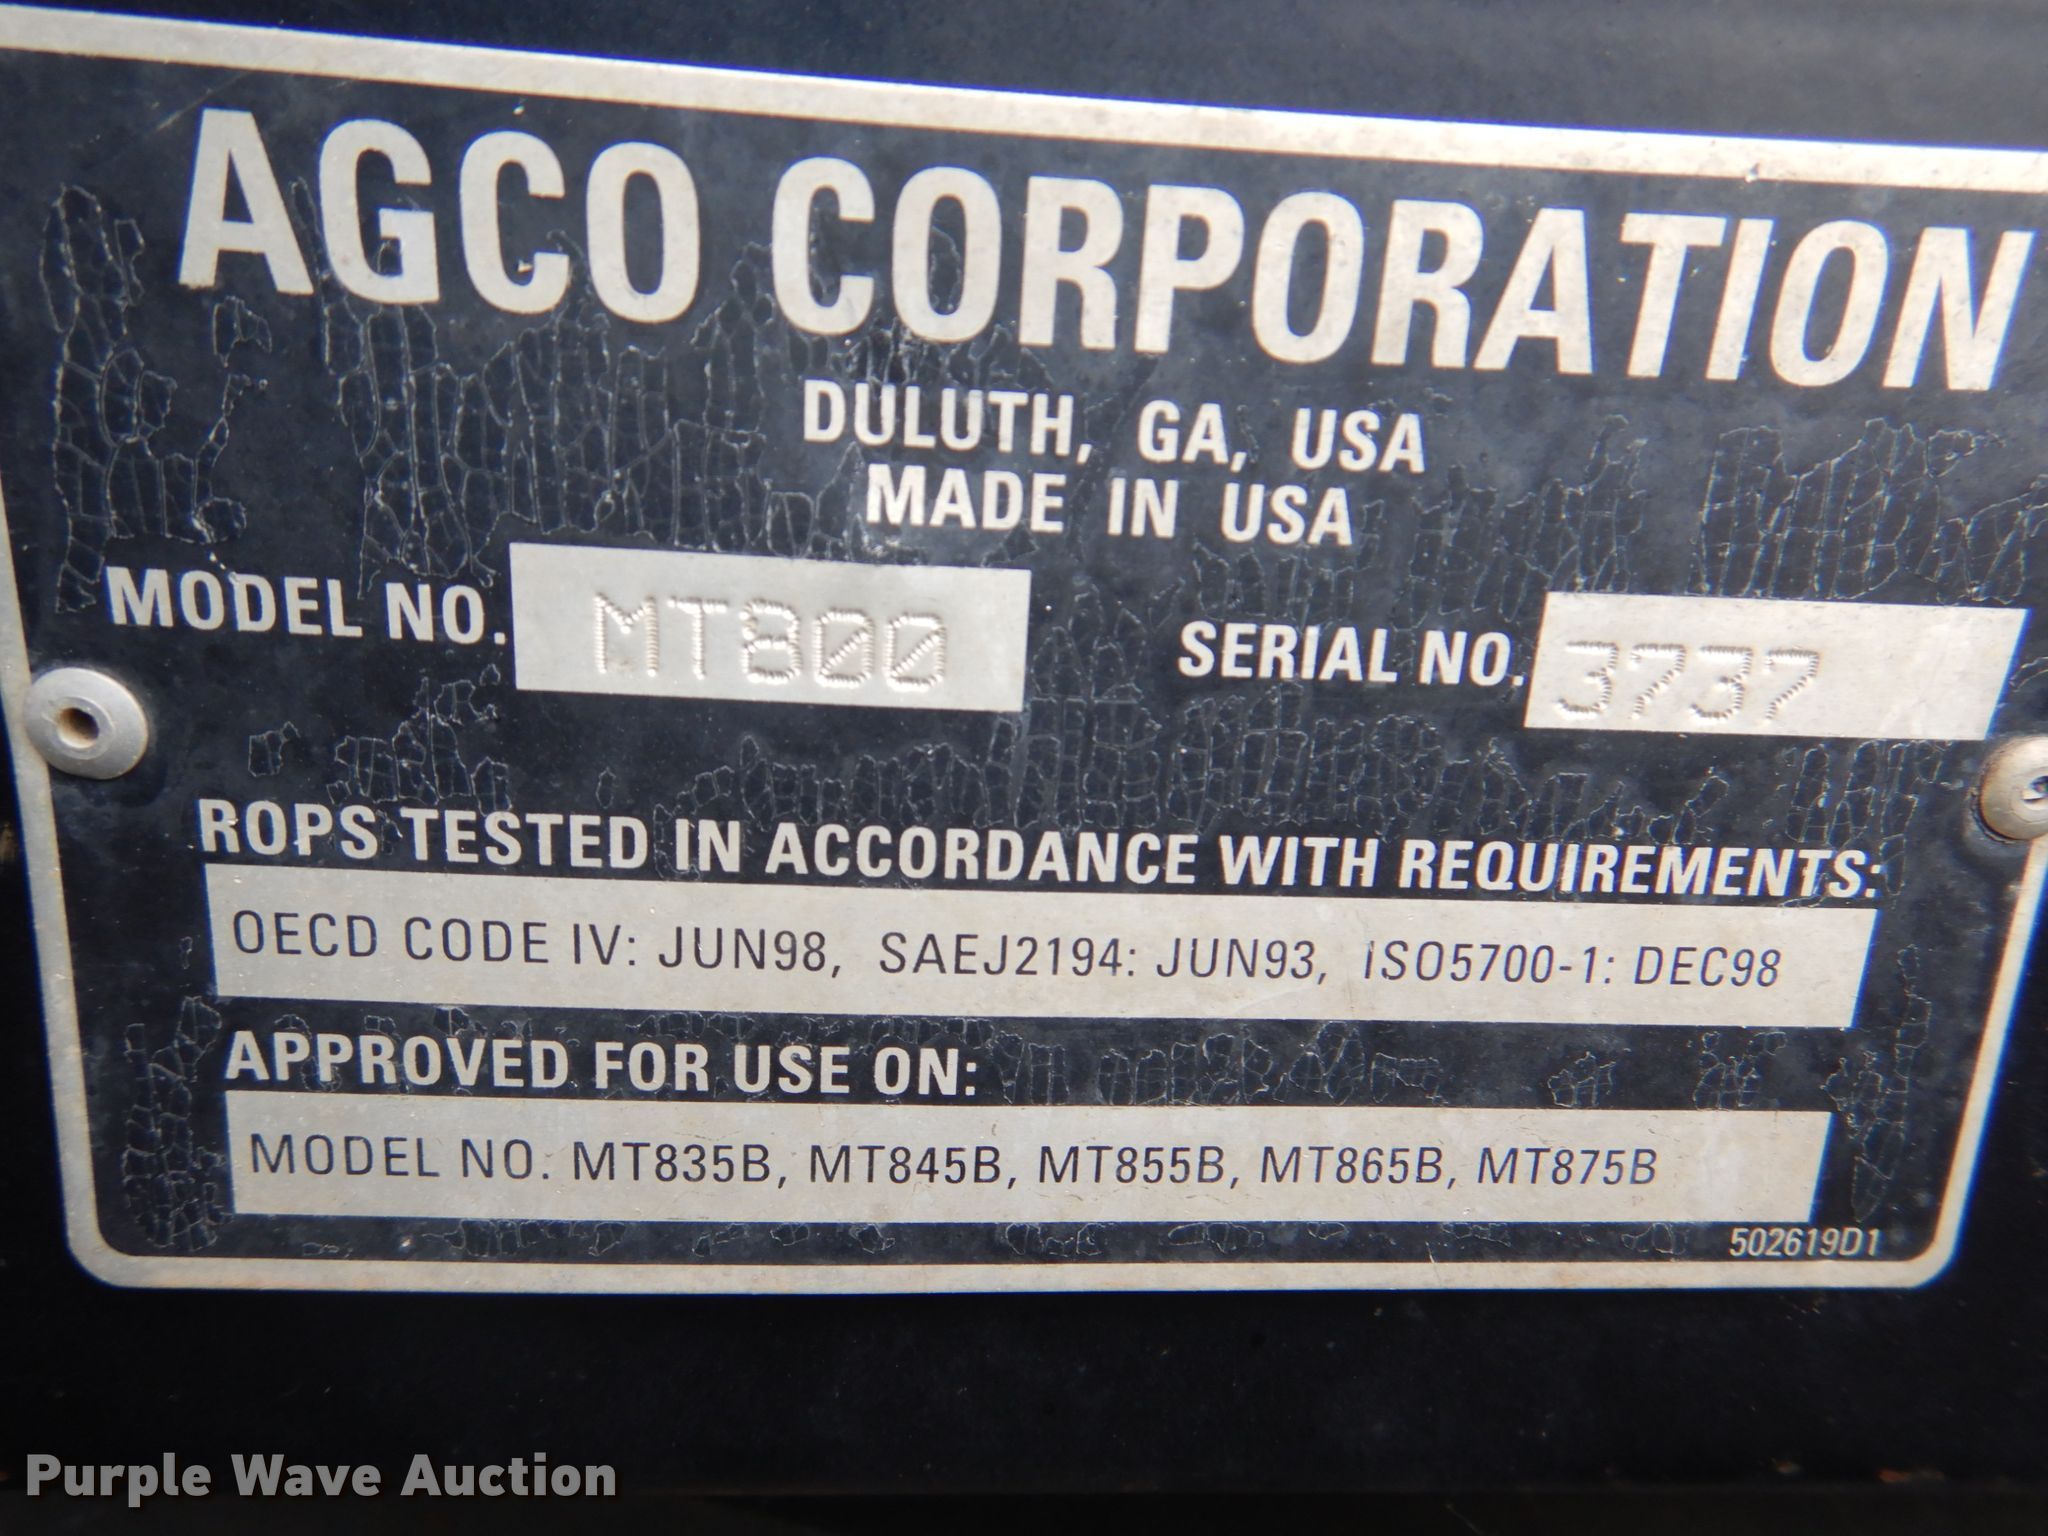 AGCO CORPORATION
DULUTH, GA, USA
MADE IN USA
MODEL NO. MT800 SERIAL NO. 3737
ROPS TESTED IN ACCORDANCE WITH REQUIREMENTS:
OECD CODE IV: JUN98, SAEJ2194: JUN93, ISO5700-1: DEC98
APPROVED FOR USE ON:
MODEL NO. MT835B, MT845B, MT855B, MT865B, MT875B
502619D1
Purple Wave Auction